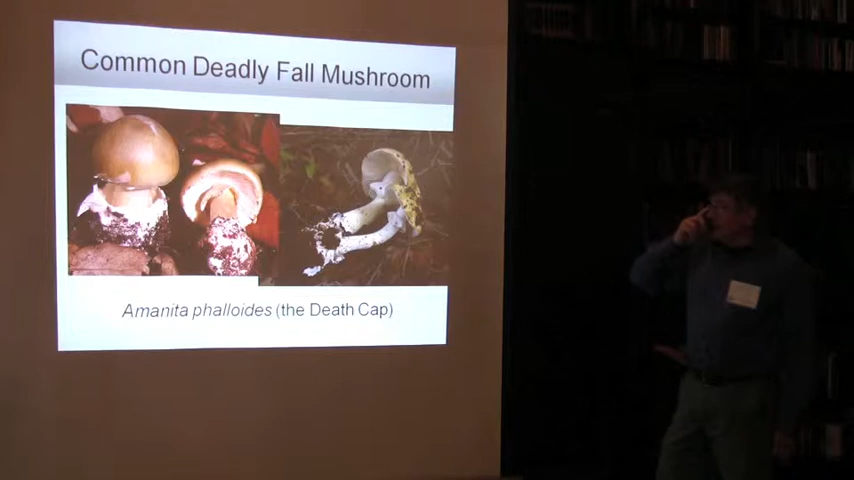 Common Deadly Fall Mushroom
Amanita phalloides (the Death Cap)